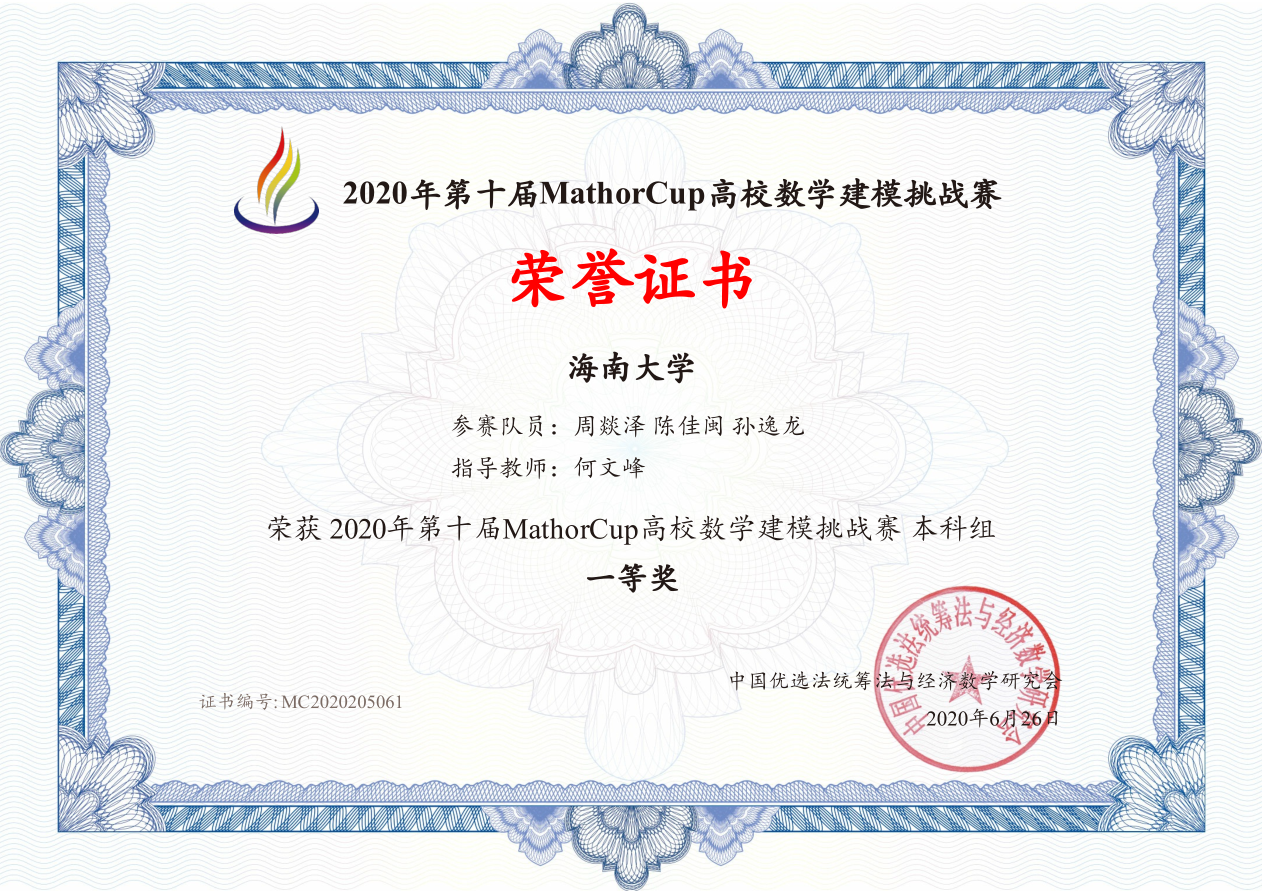 2020年第十届MathorCup高校数学建模挑战赛
荣誉证书
海南大学
参赛队员：周燚泽 陈佳闽 孙逸龙
指导教师：何文峰
荣获 2020年第十届MathorCup高校数学建模挑战赛 本科组
一等奖
中国优选法统筹法与经济数学研究会
中国优选法统筹法与经济数学研究会
2020年6月26日
证书编号: MC2020205061